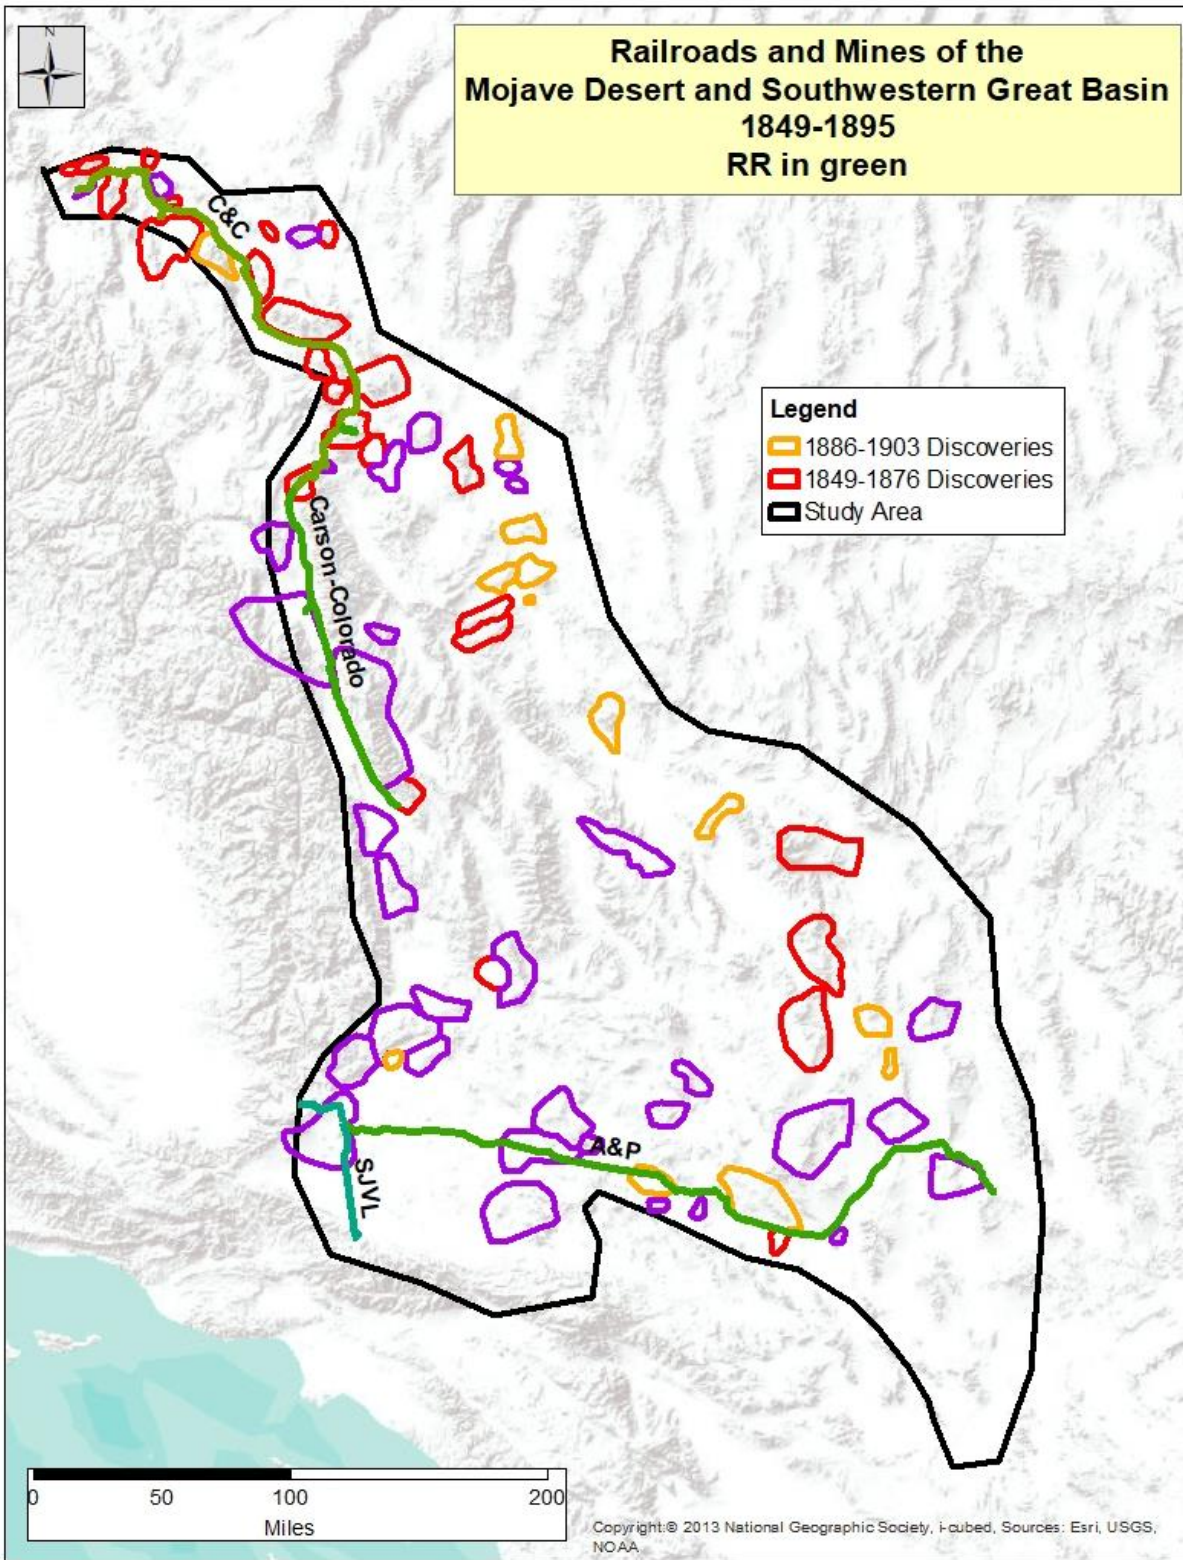 N
Railroads and Mines of the
Mojave Desert and Southwestern Great Basin
1849-1895
RR in green
C&C
Legend
1886-1903 Discoveries
1849-1876 Discoveries
Study Area
Carson-Colorado
A&P
SJVL
0 50 100 200
Miles
Copyright:© 2013 National Geographic Society, i-cubed, Sources: Esri, USGS,
NOAA